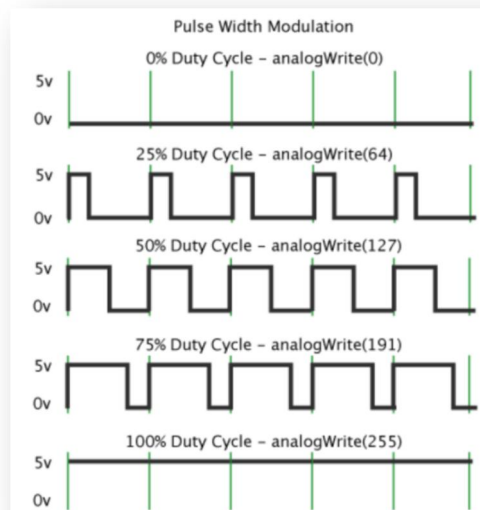 Pulse Width Modulation
0% Duty Cycle – analogWrite(0)
5v
0v
25% Duty Cycle – analogWrite(64)
5v
0v
50% Duty Cycle – analogWrite(127)
5v
0v
75% Duty Cycle – analogWrite(191)
5v
0v
100% Duty Cycle – analogWrite(255)
5v
0v